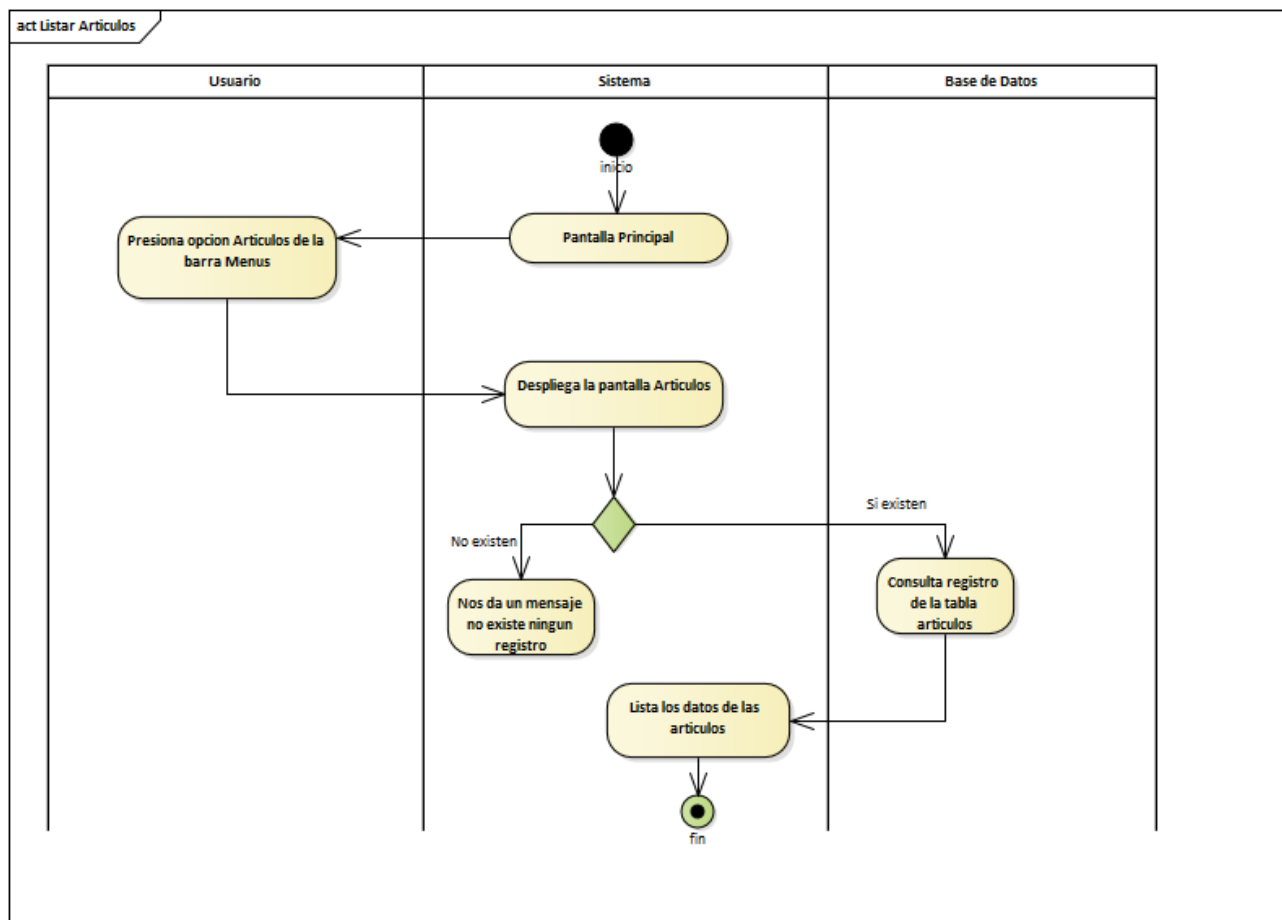 act Listar Articulos
Usuario
Sistema
Base de Datos
inicio
Pantalla Principal
Presiona opcion Articulos de la
barra Menus
Despliega la pantalla Articulos
Si existen
No existen
Consulta registro
de la tabla
articulos
Nos da un mensaje
no existe ningun
registro
Lista los datos de las
articulos
fin